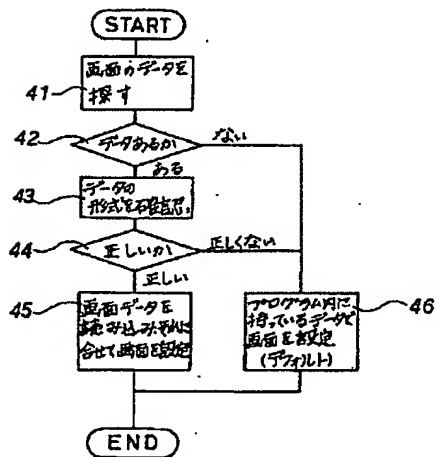 START
41
画面のデータを
探す
42
データあるか
ない
ある
43
データの
形式を確認。
44
正しいか
正しくない
正しい
45
画面データを
読み込みそれに
合せて画面を設定
プログラム内に
持っているデータで
画面を設定
(デフォルト)
46
END